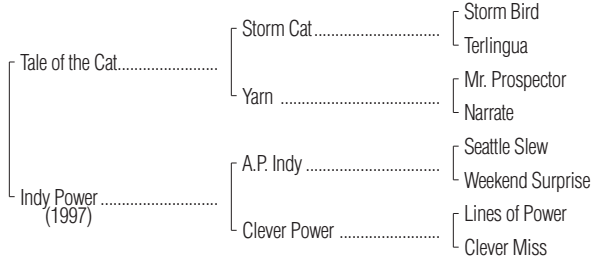 Storm Bird
Storm Cat..............................
Terlingua
Tale of the Cat........................
Mr. Prospector
Yarn .......................................
Narrate
Seattle Slew
A.P. Indy ................................
Weekend Surprise
Indy Power............................
(1997)
Lines of Power
Clever Power ........................
Clever Miss